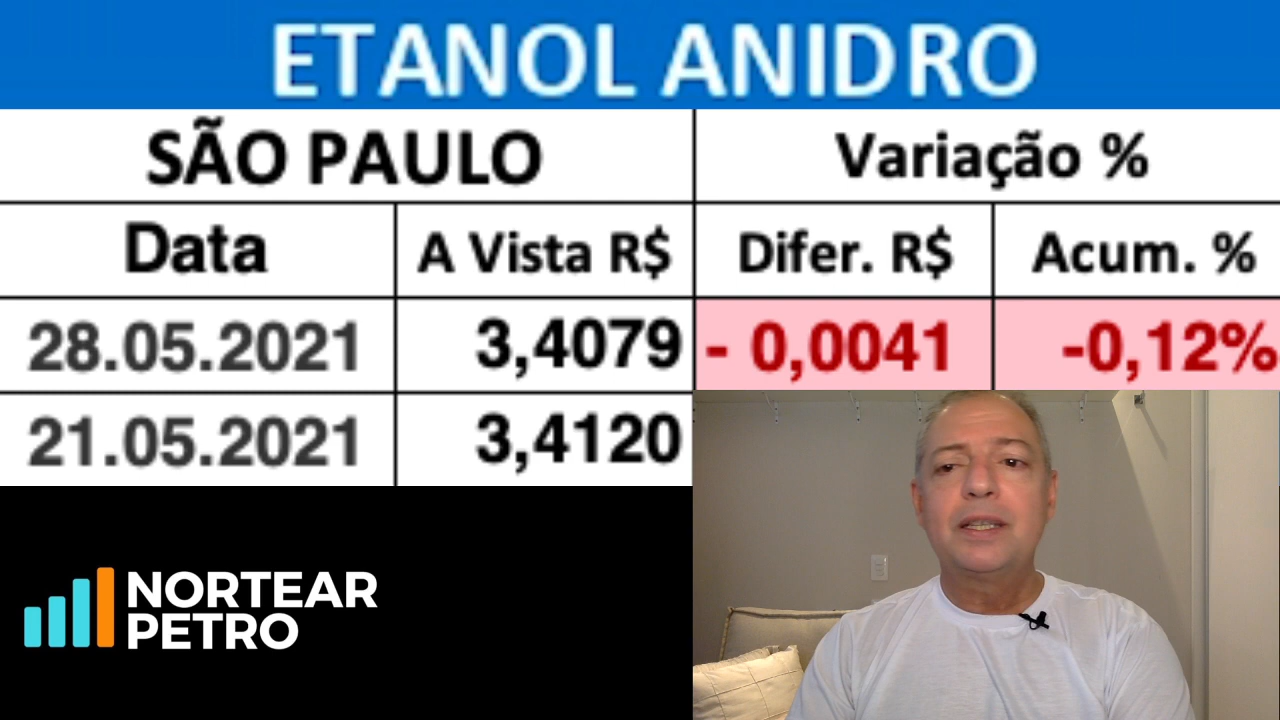 ETANOL ANIDRO
SÃO PAULO Variação %
Data A Vista R$ Difer. R$ Acum. %
28.05.2021 3,4079 - 0,0041 -0,12%
21.05.2021 3,4120
NORTEAR
PETRO